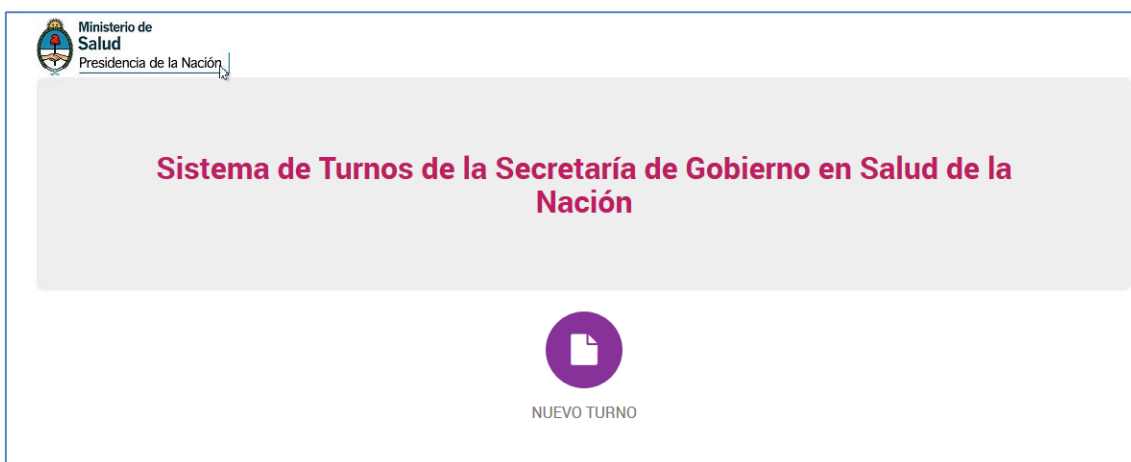 Ministerio de
Salud
Presidencia de la Nación
Sistema de Turnos de la Secretaría de Gobierno en Salud de la
Nación
NUEVO TURNO